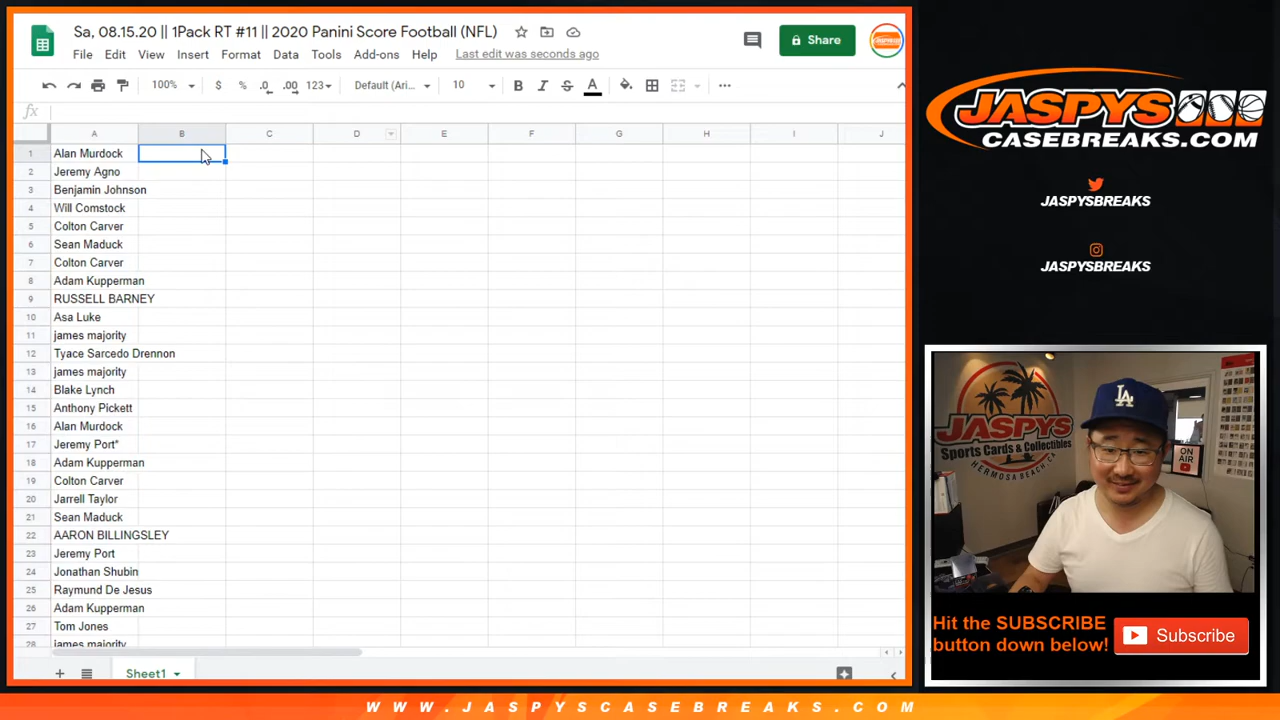 Sa, 08.15.20 || 1Pack RT #11 || 2020 Panini Score Football (NFL)
File Edit View Insert Format Data Tools Add-ons Help Last edit was seconds ago
Share
100% $ % .0 .00 123 Default (Ari... 10 B I S A
fx
A B C D E F G H I J
1 Alan Murdock
2 Jeremy Agno
3 Benjamin Johnson
4 Will Comstock
5 Colton Carver
6 Sean Maduck
7 Colton Carver
8 Adam Kupperman
9 RUSSELL BARNEY
10 Asa Luke
11 james majority
12 Tyace Sarcedo Drennon
13 james majority
14 Blake Lynch
15 Anthony Pickett
16 Alan Murdock
17 Jeremy Port*
18 Adam Kupperman
19 Colton Carver
20 Jarrell Taylor
21 Sean Maduck
22 AARON BILLINGSLEY
23 Jeremy Port
24 Jonathan Shubin
25 Raymund De Jesus
26 Adam Kupperman
27 Tom Jones
28 james majority
Sheet1
JASPYS
CASEBREAKS.COM
JASPYSBREAKS
JASPYSBREAKS
JASPYS
Sports Cards & Collectibles
HERMOSA BEACH, CA
LA
ON AIR
Hit the SUBSCRIBE
button down below!
Subscribe
WWW.JASPYSCASEBREAKS.COM